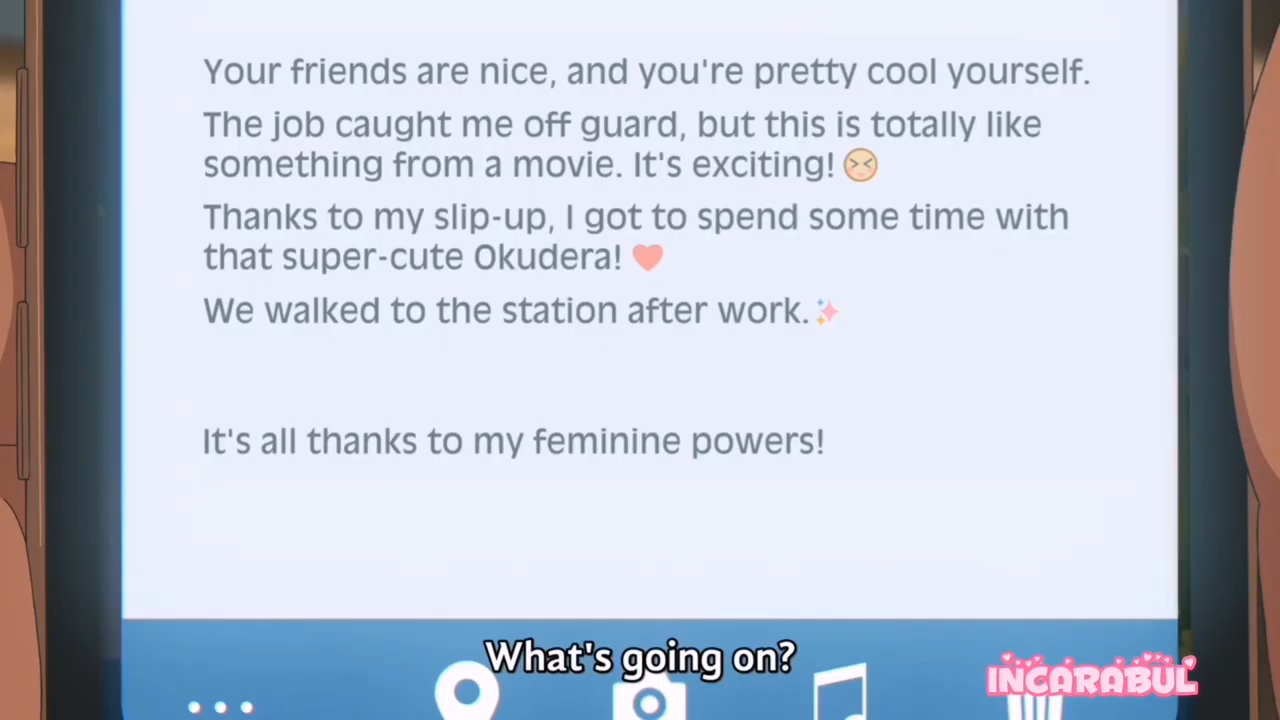 Your friends are nice, and you're pretty cool yourself.
The job caught me off guard, but this is totally like
something from a movie. It's exciting!
Thanks to my slip-up, I got to spend some time with
that super-cute Okudera!
We walked to the station after work.
It's all thanks to my feminine powers!
What's going on?
INCARABUL